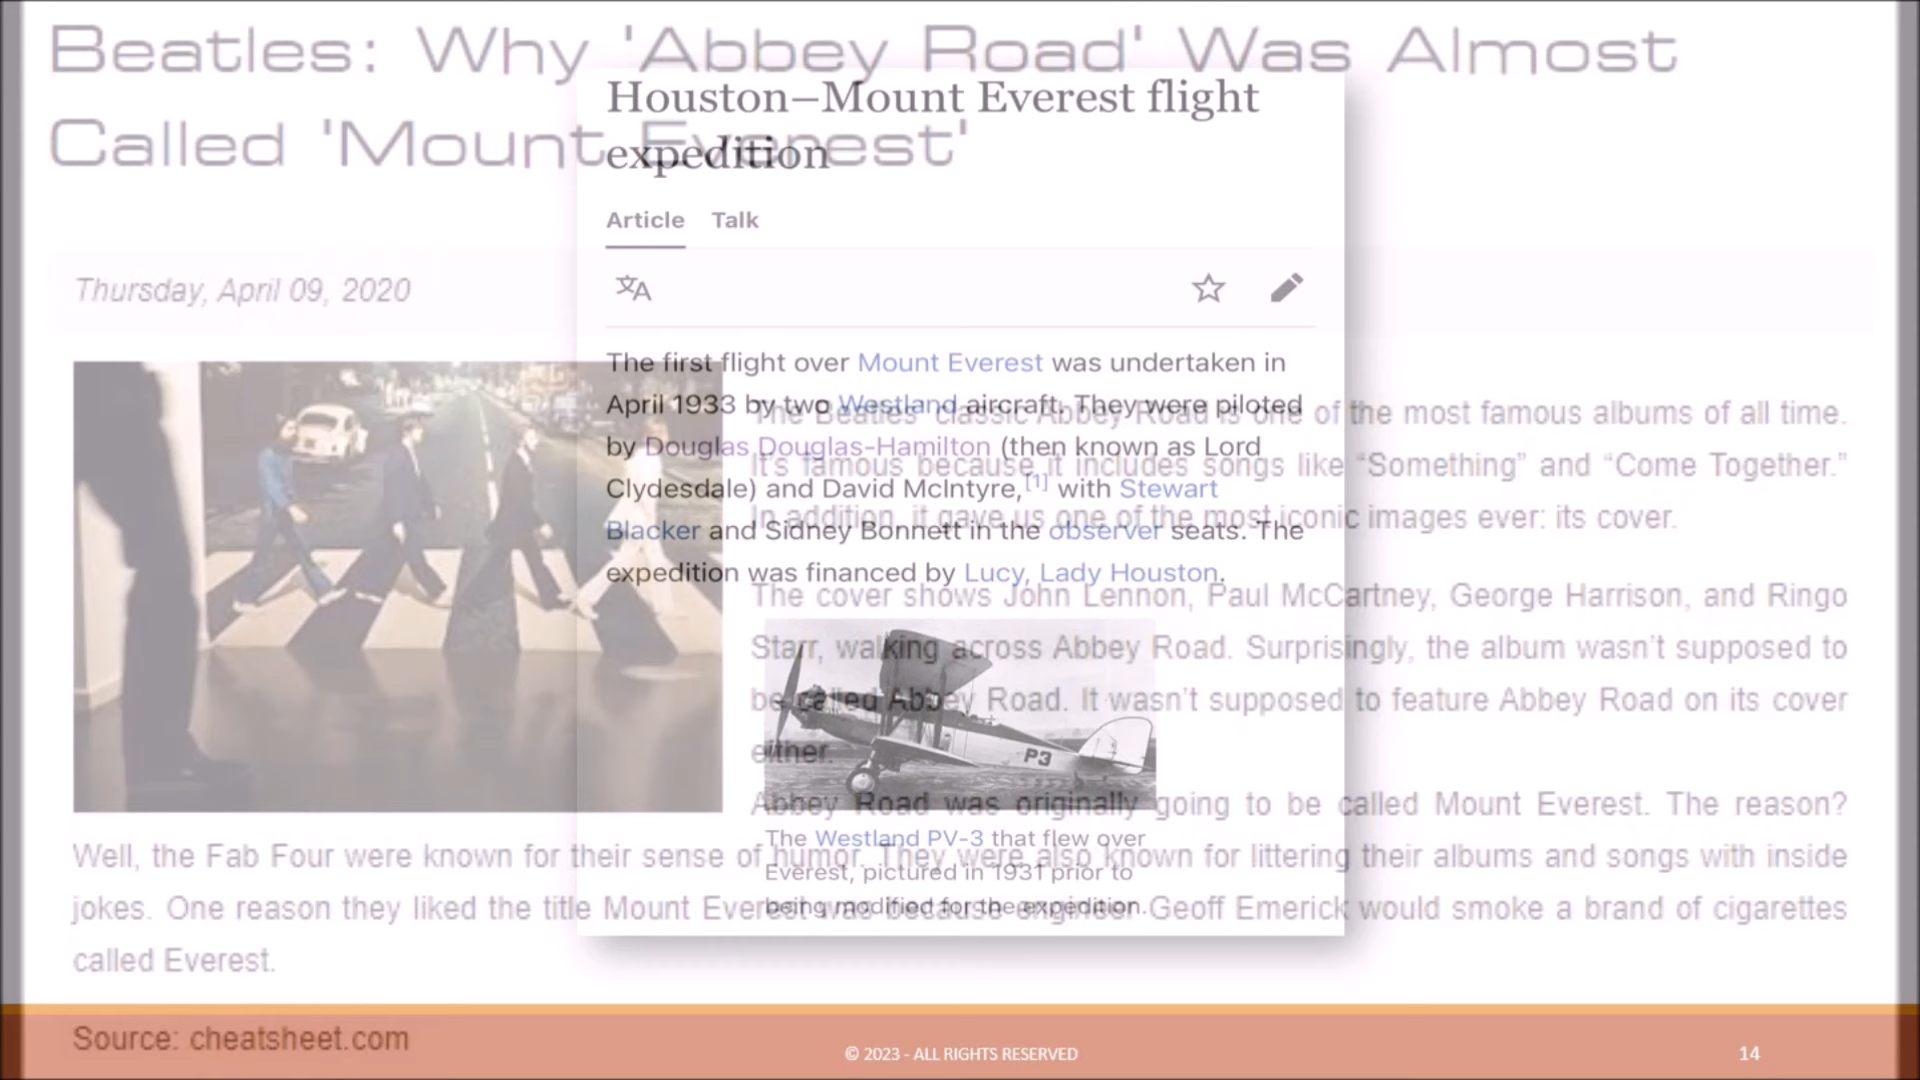 Beatles: Why 'Abbey Road' Was Almost
Called 'Mount Everest'
Thursday, April 09, 2020
The Beatles' classic Abbey Road is one of the most famous albums of all time.
It's famous because it includes songs like “Something” and “Come Together.”
In addition, it gave us one of the most iconic images ever: its cover.
The cover shows John Lennon, Paul McCartney, George Harrison, and Ringo
Starr, walking across Abbey Road. Surprisingly, the album wasn't supposed to
be called Abbey Road. It wasn't supposed to feature Abbey Road on its cover
either.
Abbey Road was originally going to be called Mount Everest. The reason?
Well, the Fab Four were known for their sense of humor. They were also known for littering their albums and songs with inside
jokes. One reason they liked the title Mount Everest was because engineer Geoff Emerick would smoke a brand of cigarettes
called Everest.
Source: cheatsheet.com
Houston–Mount Everest flight
expedition
Article Talk
The first flight over Mount Everest was undertaken in
April 1933 by two Westland aircraft. They were piloted
by Douglas Douglas-Hamilton (then known as Lord
Clydesdale) and David McIntyre,[1] with Stewart
Blacker and Sidney Bonnett in the observer seats. The
expedition was financed by Lucy, Lady Houston.
P3
The Westland PV-3 that flew over
Everest, pictured in 1931 prior to
being modified for the expedition.
© 2023 - ALL RIGHTS RESERVED
14